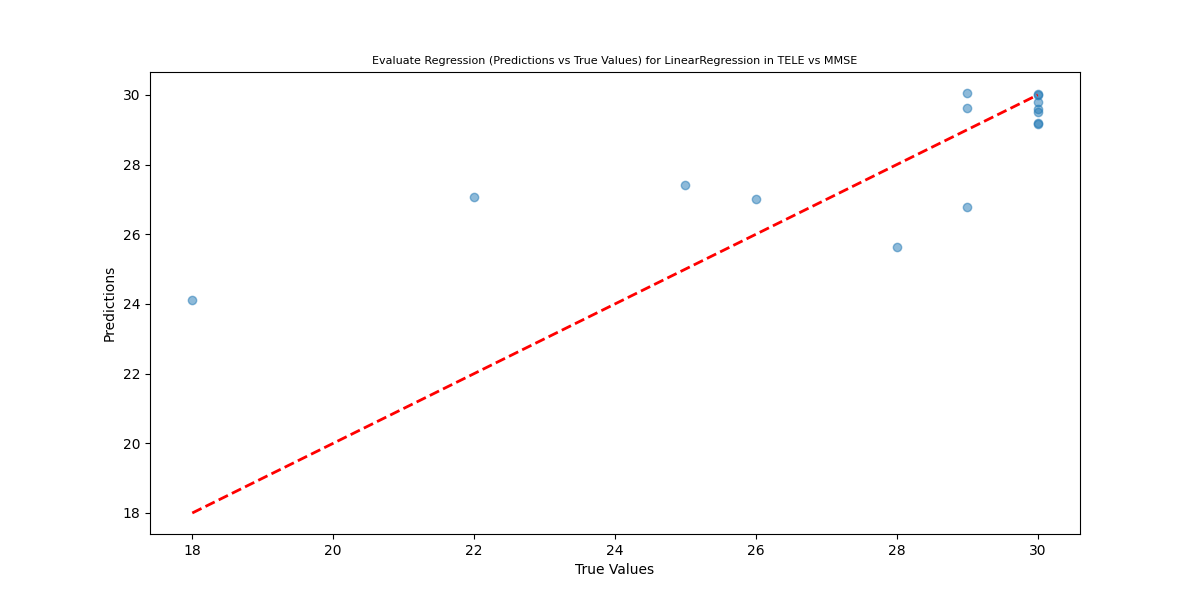 Evaluate Regression (Predictions vs True Values) for LinearRegression in TELE vs MMSE
30
28
26
24
22
20
18
Predictions
18 20 22 24 26 28 30
True Values